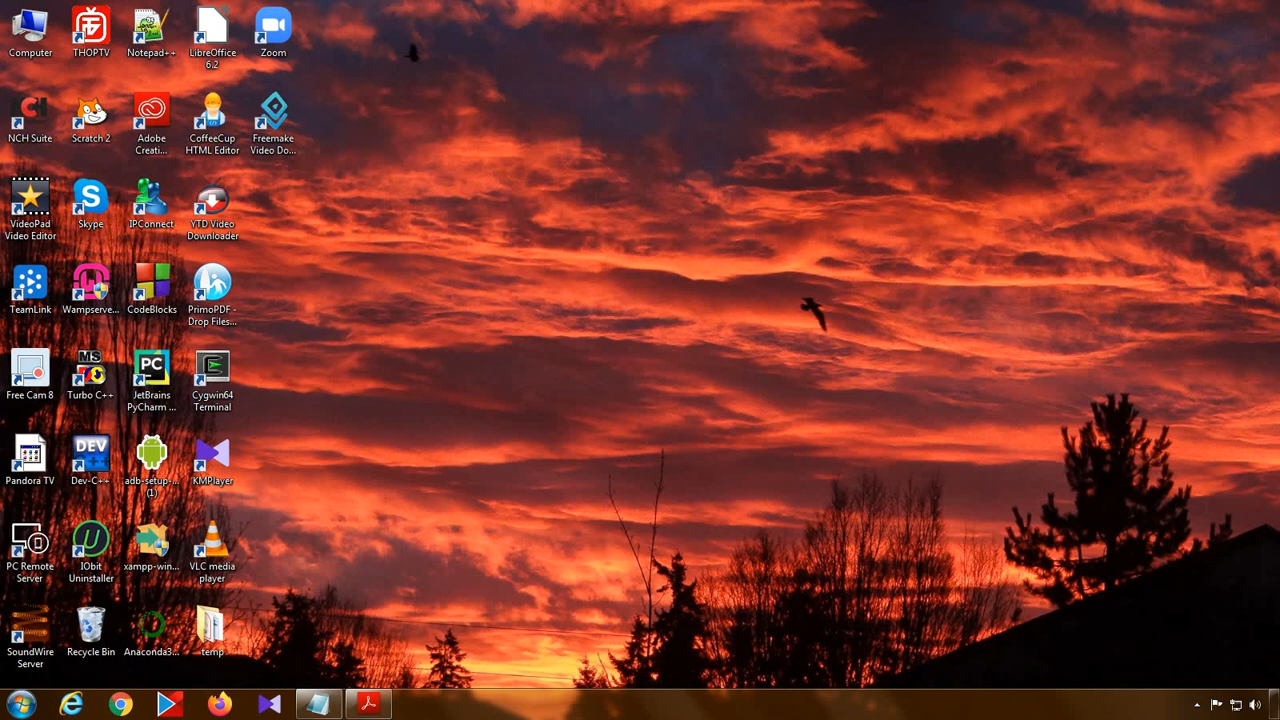 Computer
THOPTV
Notepad++
LibreOffice
6.2
Zoom
NCH Suite
Scratch 2
Adobe
Creati...
CoffeeCup
HTML Editor
Freemake
Video Do...
VideoPad
Video Editor
Skype
IPConnect
YTD Video
Downloader
TeamLink
Wampserve...
CodeBlocks
PrimoPDF -
Drop Files...
Free Cam 8
MS
Turbo C++
PC
JetBrains
PyCharm ...
Cygwin64
Terminal
Pandora TV
DEV
Dev-C++
adb-setup-...
(1)
KMPlayer
PC Remote
Server
IObit
Uninstaller
xampp-win...
VLC media
player
SoundWire
Server
Recycle Bin
Anaconda3...
temp